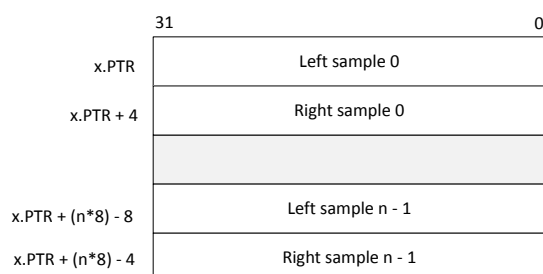 31 0
x.PTR Left sample 0
x.PTR + 4 Right sample 0
x.PTR + (n*8) - 8 Left sample n - 1
x.PTR + (n*8) - 4 Right sample n - 1